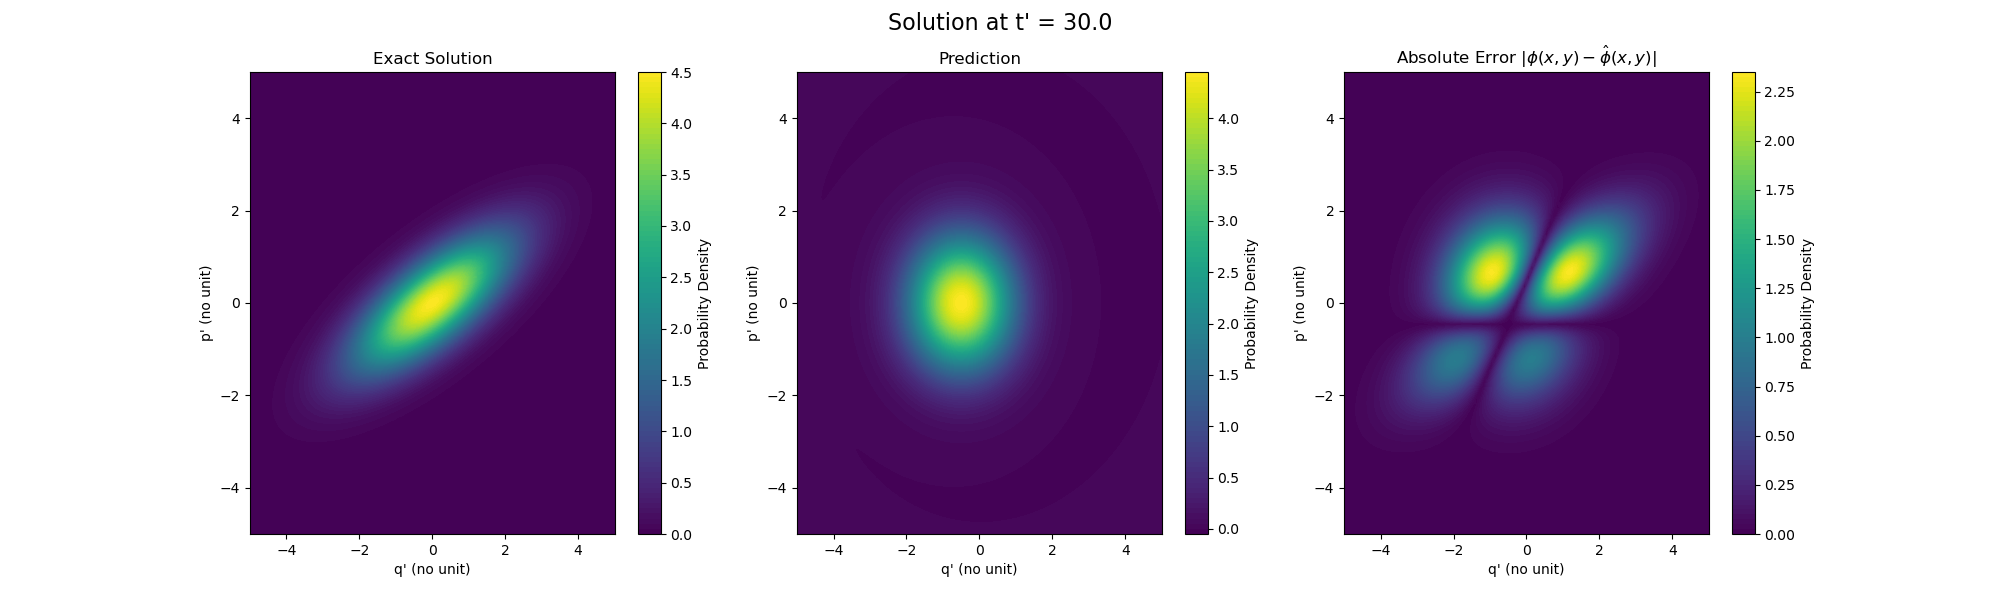 Solution at t' = 30.0
Exact Solution
4
2
0
−2
−4
−4 −2 0 2 4
p' (no unit)
q' (no unit)
4.5
4.0
3.5
3.0
2.5
2.0
1.5
1.0
0.5
0.0
Probability Density
Prediction
4
2
0
−2
−4
−4 −2 0 2 4
p' (no unit)
q' (no unit)
4.0
3.5
3.0
2.5
2.0
1.5
1.0
0.5
0.0
Probability Density
Absolute Error |ϕ(x, y) − ϕ̂(x, y)|
4
2
0
−2
−4
−4 −2 0 2 4
p' (no unit)
q' (no unit)
2.25
2.00
1.75
1.50
1.25
1.00
0.75
0.50
0.25
0.00
Probability Density